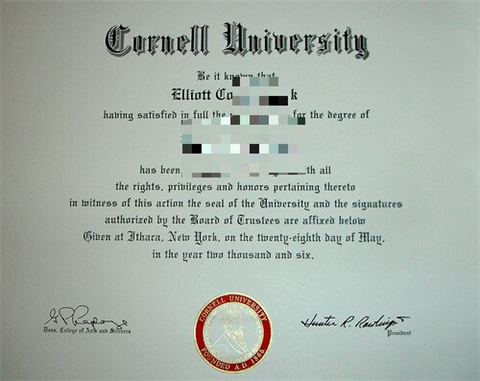 Cornell University
Be it known that
Elliott Co k
having satisfied in full the for the degree of
has been all
the rights, privileges and honors pertaining thereto
in witness of this action the seal of the University and the signatures
authorized by the Board of Trustees are affixed below
Given at Ithaca, New York, on the twenty-eighth day of May,
in the year two thousand and six.
CORNELL UNIVERSITY
FOUNDED A.D. 1865
Dean, College of Arts and Sciences
Hunter R. Rawlings
President